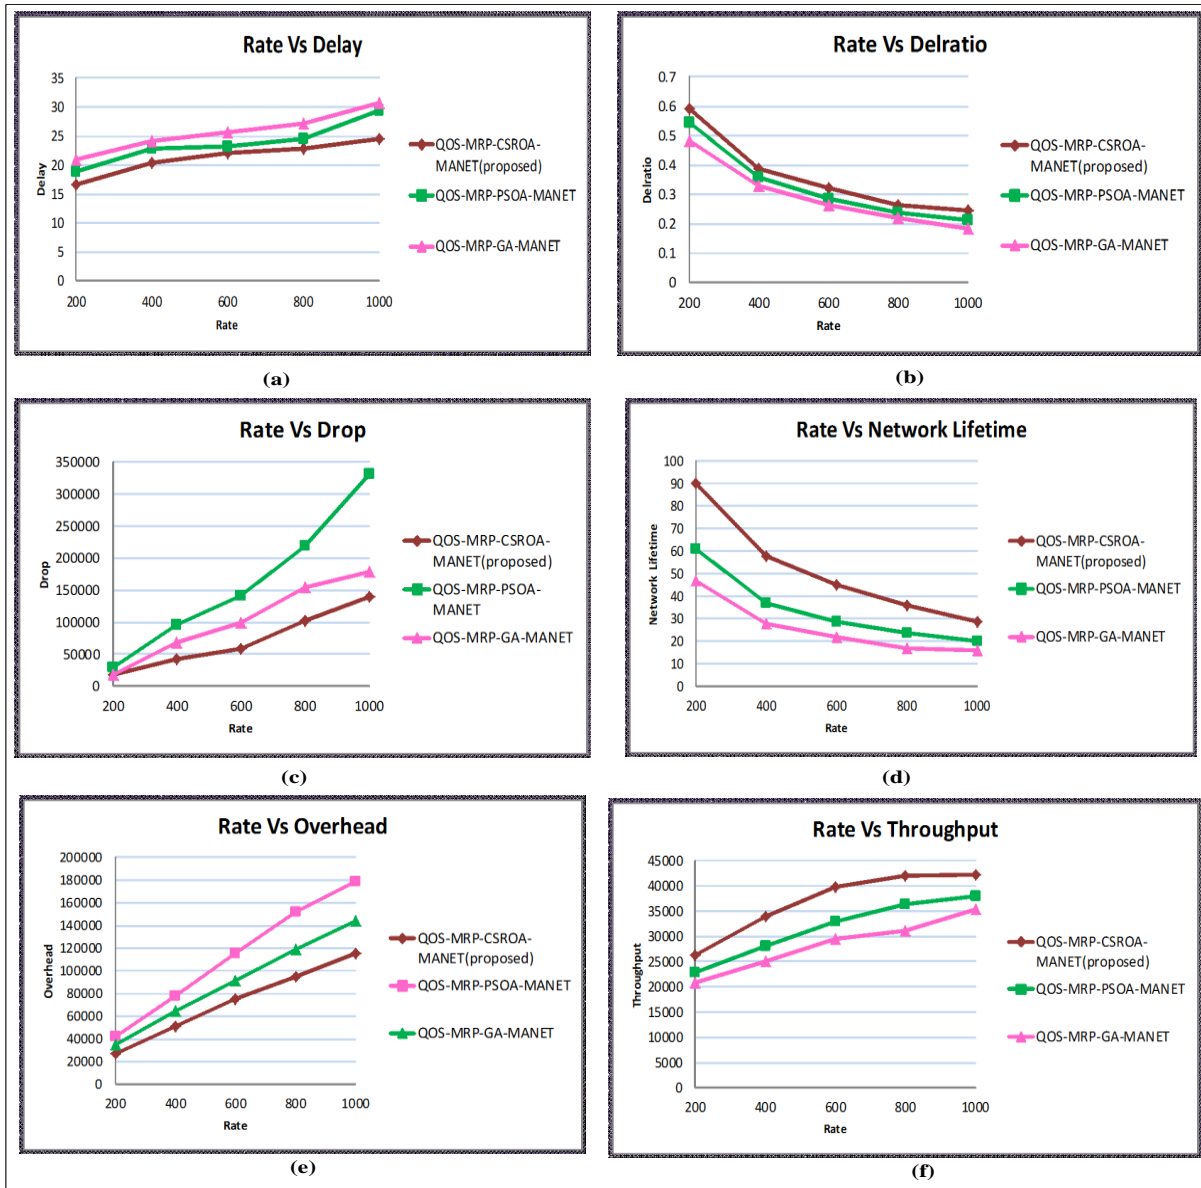 Rate Vs Delay
35
30
25
20
15
10
5
0
Delay
200 400 600 800 1000
Rate
QOS-MRP-CSROA-
MANET(proposed)
QOS-MRP-PSOA-MANET
QOS-MRP-GA-MANET
(a)
Rate Vs Delratio
0.7
0.6
0.5
0.4
0.3
0.2
0.1
0
Delratio
200 400 600 800 1000
Rate
QOS-MRP-CSROA-
MANET(proposed)
QOS-MRP-PSOA-MANET
QOS-MRP-GA-MANET
(b)
Rate Vs Drop
350000
300000
250000
200000
150000
100000
50000
0
Drop
200 400 600 800 1000
Rate
QOS-MRP-CSROA-
MANET(proposed)
QOS-MRP-PSOA-
MANET
QOS-MRP-GA-MANET
(c)
Rate Vs Network Lifetime
100
90
80
70
60
50
40
30
20
10
0
Network Lifetime
200 400 600 800 1000
Rate
QOS-MRP-CSROA-
MANET(proposed)
QOS-MRP-PSOA-MANET
QOS-MRP-GA-MANET
(d)
Rate Vs Overhead
200000
180000
160000
140000
120000
100000
80000
60000
40000
20000
0
Overhead
200 400 600 800 1000
Rate
QOS-MRP-CSROA-
MANET(proposed)
QOS-MRP-PSOA-MANET
QOS-MRP-GA-MANET
(e)
Rate Vs Throughput
45000
40000
35000
30000
25000
20000
15000
10000
5000
0
Throughput
200 400 600 800 1000
Rate
QOS-MRP-CSROA-
MANET(proposed)
QOS-MRP-PSOA-MANET
QOS-MRP-GA-MANET
(f)